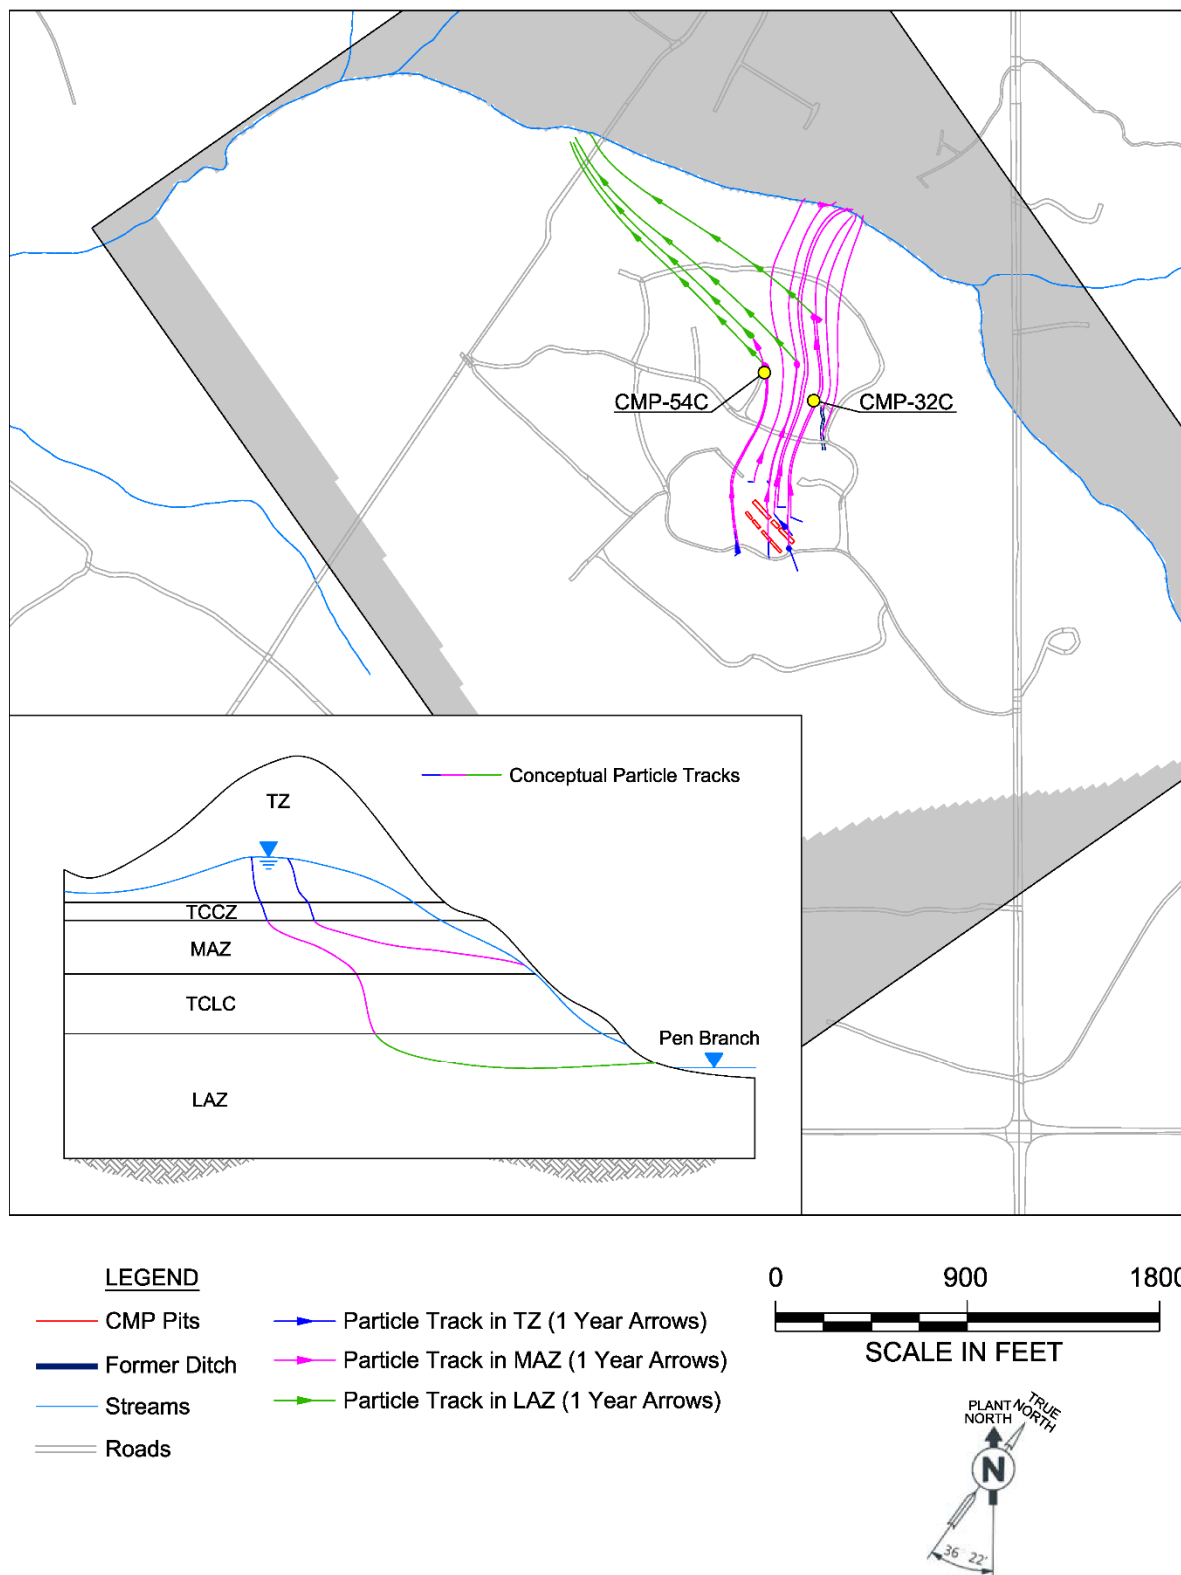 CMP-54C
CMP-32C
Conceptual Particle Tracks
TZ
TCCZ
MAZ
TCLC
Pen Branch
LAZ
LEGEND
CMP Pits
Former Ditch
Streams
Roads
Particle Track in TZ (1 Year Arrows)
Particle Track in MAZ (1 Year Arrows)
Particle Track in LAZ (1 Year Arrows)
0 900 1800
SCALE IN FEET
PLANT NORTH
TRUE NORTH
N
36° 22'